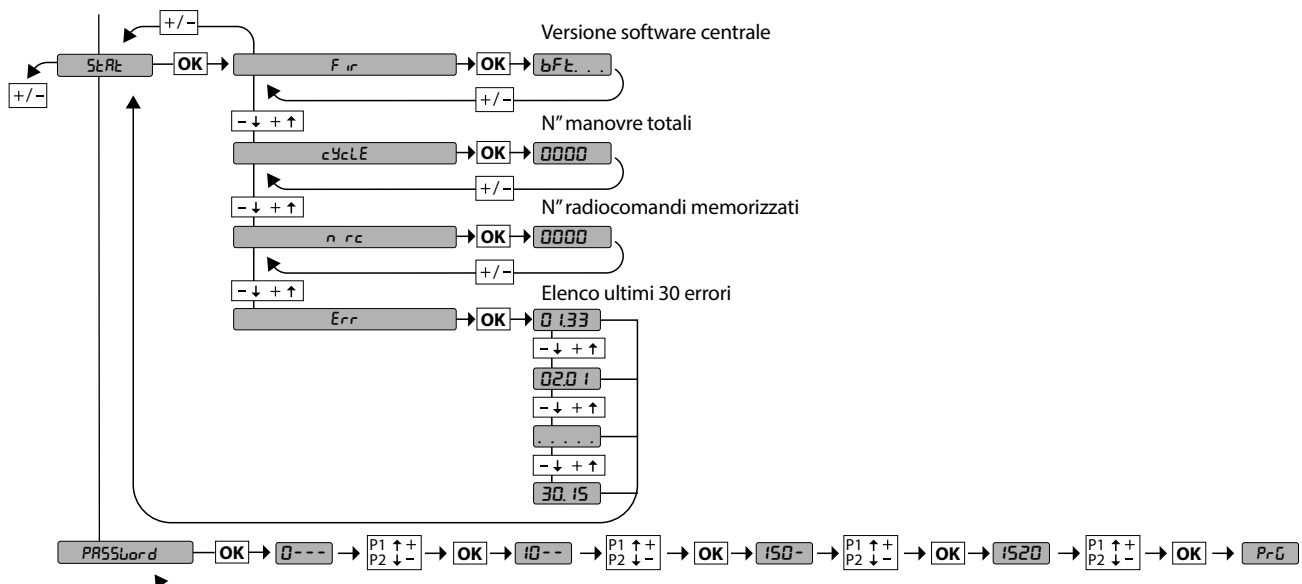 +/-
Versione software centrale
StAt OK F ir OK bFt. . .
+/-
+/-
- ↓ + ↑
N" manovre totali
cYcLE OK 0000
+/-
- ↓ + ↑
N" radiocomandi memorizzati
n rc OK 0000
+/-
- ↓ + ↑
Elenco ultimi 30 errori
Err OK 01.33
- ↓ + ↑
02.01
- ↓ + ↑
. . . . .
- ↓ + ↑
30.15
PASSword OK 0--- P1 ↑ + OK 10-- P1 ↑ + OK 150- P1 ↑ + OK 1520 P1 ↑ + OK PrG
P2 ↓ - P2 ↓ - P2 ↓ - P2 ↓ -